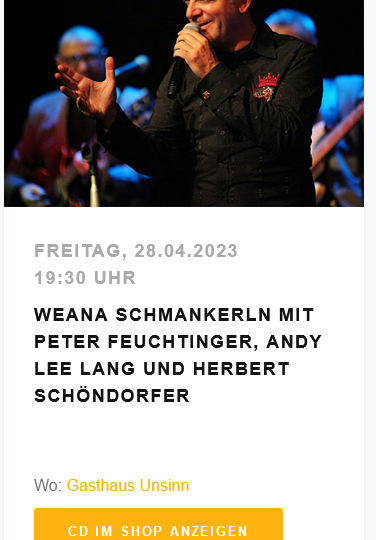 FREITAG, 28.04.2023
19:30 UHR
WEANA SCHMANKERLN MIT
PETER FEUCHTINGER, ANDY
LEE LANG UND HERBERT
SCHÖNDORFER
Wo: Gasthaus Unsinn
CD IM SHOP ANZEIGEN